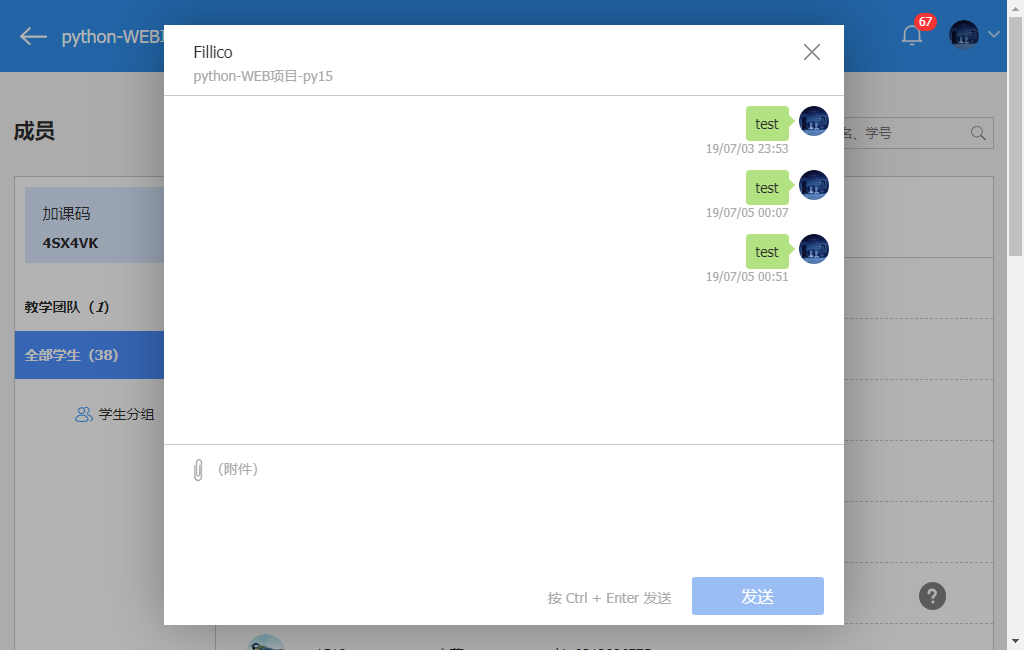 python-WEB
67
Fillico
python-WEB项目-py15
成员
名、学号
test
19/07/03 23:53
test
19/07/05 00:07
test
19/07/05 00:51
加课码
4SX4VK
教学团队（1）
全部学生（38）
学生分组
（附件）
按 Ctrl + Enter 发送
发送
?